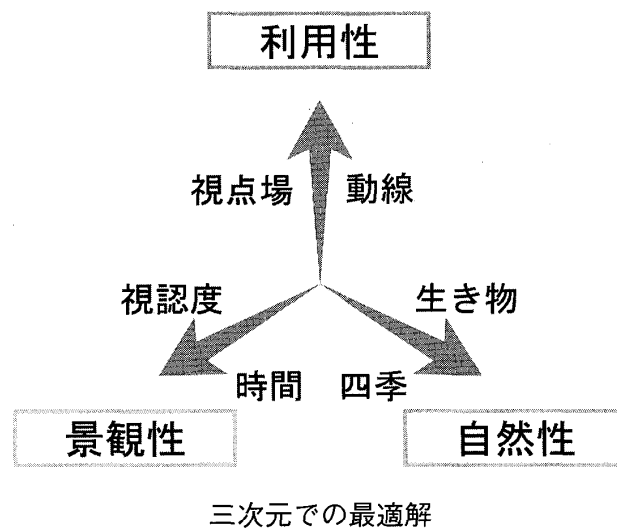 利用性
視点場 動線
視認度 生き物
時間 四季
景観性 自然性
三次元での最適解